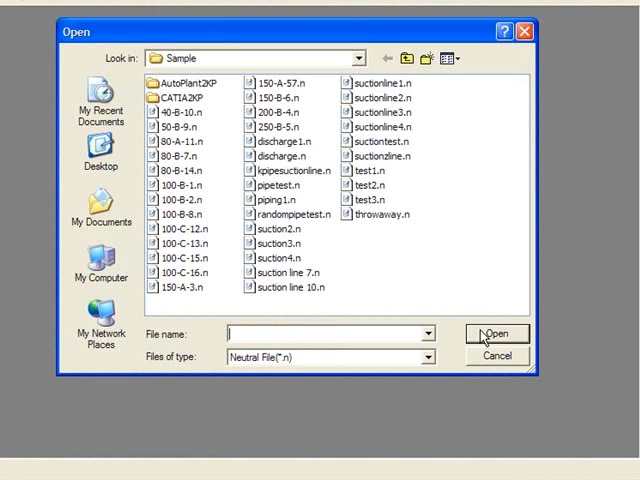 Open
Look in: Sample
My Recent
Documents
Desktop
My Documents
My Computer
My Network
Places
AutoPlant2KP
CATIA2KP
40-B-10.n
50-B-9.n
80-A-11.n
80-B-7.n
80-B-14.n
100-B-1.n
100-B-2.n
100-B-8.n
100-C-12.n
100-C-13.n
100-C-15.n
100-C-16.n
150-A-3.n
150-A-57.n
150-B-6.n
200-B-4.n
250-B-5.n
discharge1.n
discharge.n
kpipesuctionline.n
pipetest.n
piping1.n
randompipetest.n
suction2.n
suction3.n
suction4.n
suction line 7.n
suction line 10.n
suctionline1.n
suctionline2.n
suctionline3.n
suctionline4.n
suctiontest.n
suctionzline.n
test1.n
test2.n
test3.n
throwaway.n
File name:
Open
Files of type: Neutral File(*.n)
Cancel